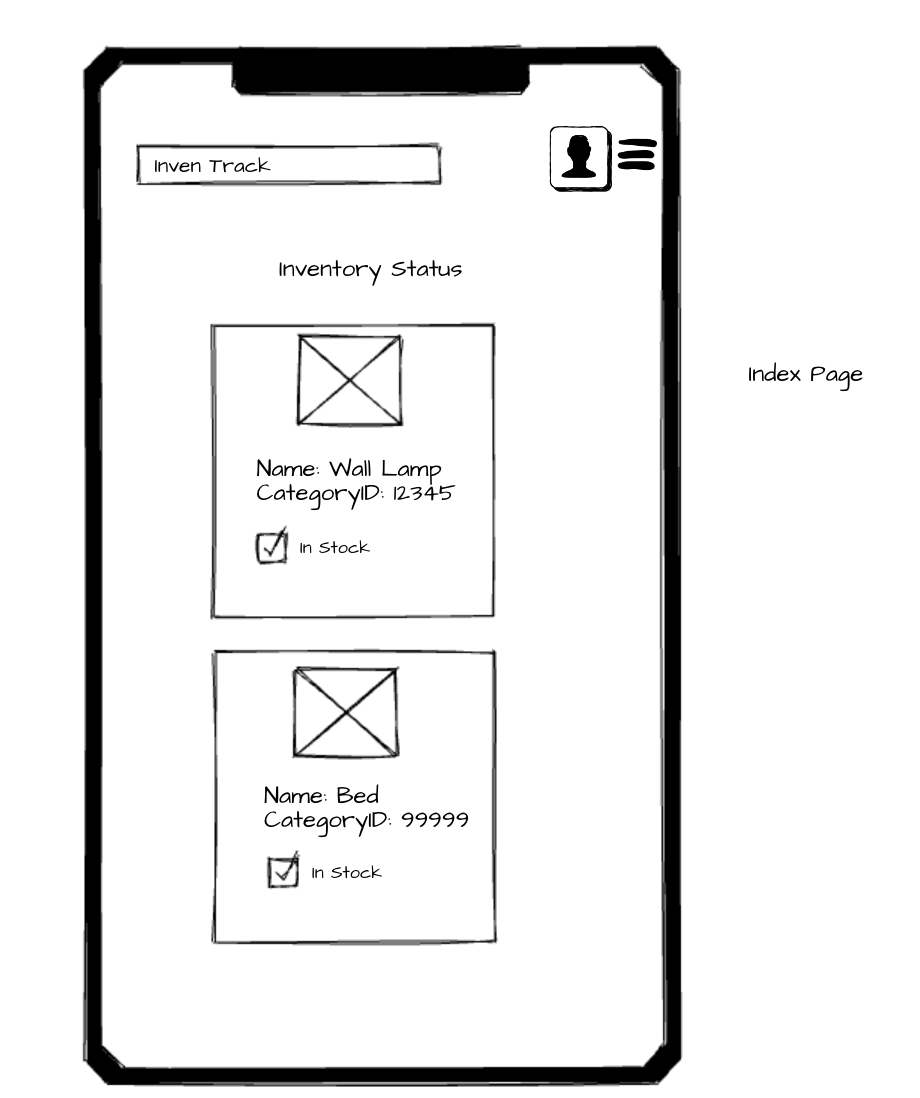 Inven Track
Inventory Status
Index Page
Name: Wall Lamp
CategoryID: 12345
In Stock
Name: Bed
CategoryID: 99999
In Stock